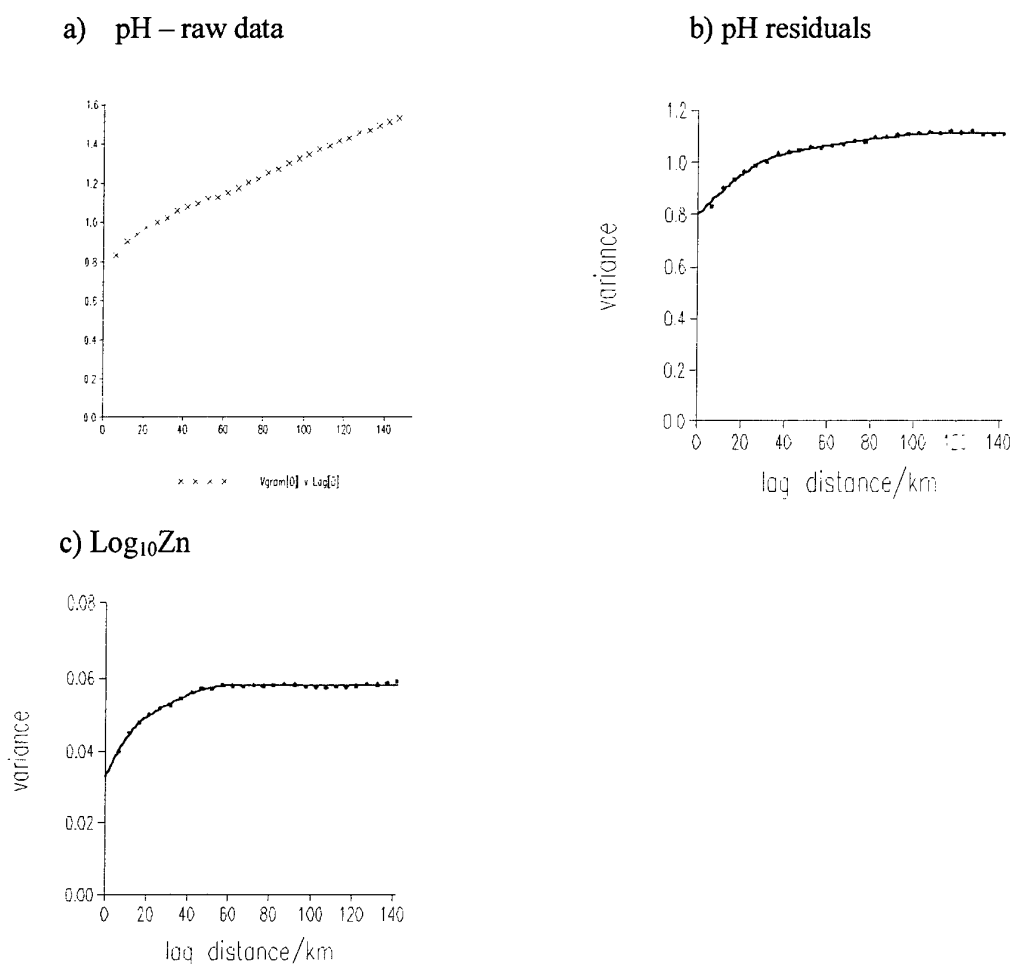 a) pH – raw data
b) pH residuals
1.6
1.4
1.2
1.0
0.8
0.6
0.4
0.2
0.0
0 20 40 60 80 100 120 140
Vgram[0] v Lag[0]
variance
1.2
1.0
0.8
0.6
0.4
0.2
0.0
0 20 40 60 80 100 120 140
lag distance/km
c) Log₁₀Zn
variance
0.08
0.06
0.04
0.02
0.00
0 20 40 60 80 100 120 140
lag distance/km